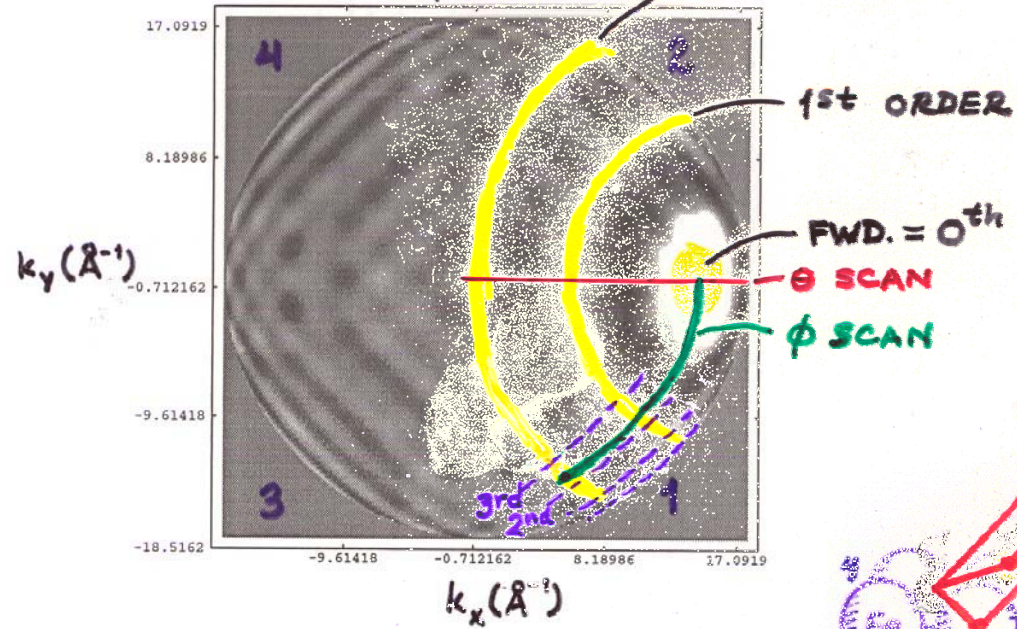 17.0919
4
2
1st ORDER
8.18986
FWD. = 0th
ky (Å-1)
-0.712162
θ SCAN
φ SCAN
-9.61418
3
3rd
2nd
1
-18.5162
-9.61418
-0.712162
8.18986
17.0919
kx (Å-1)